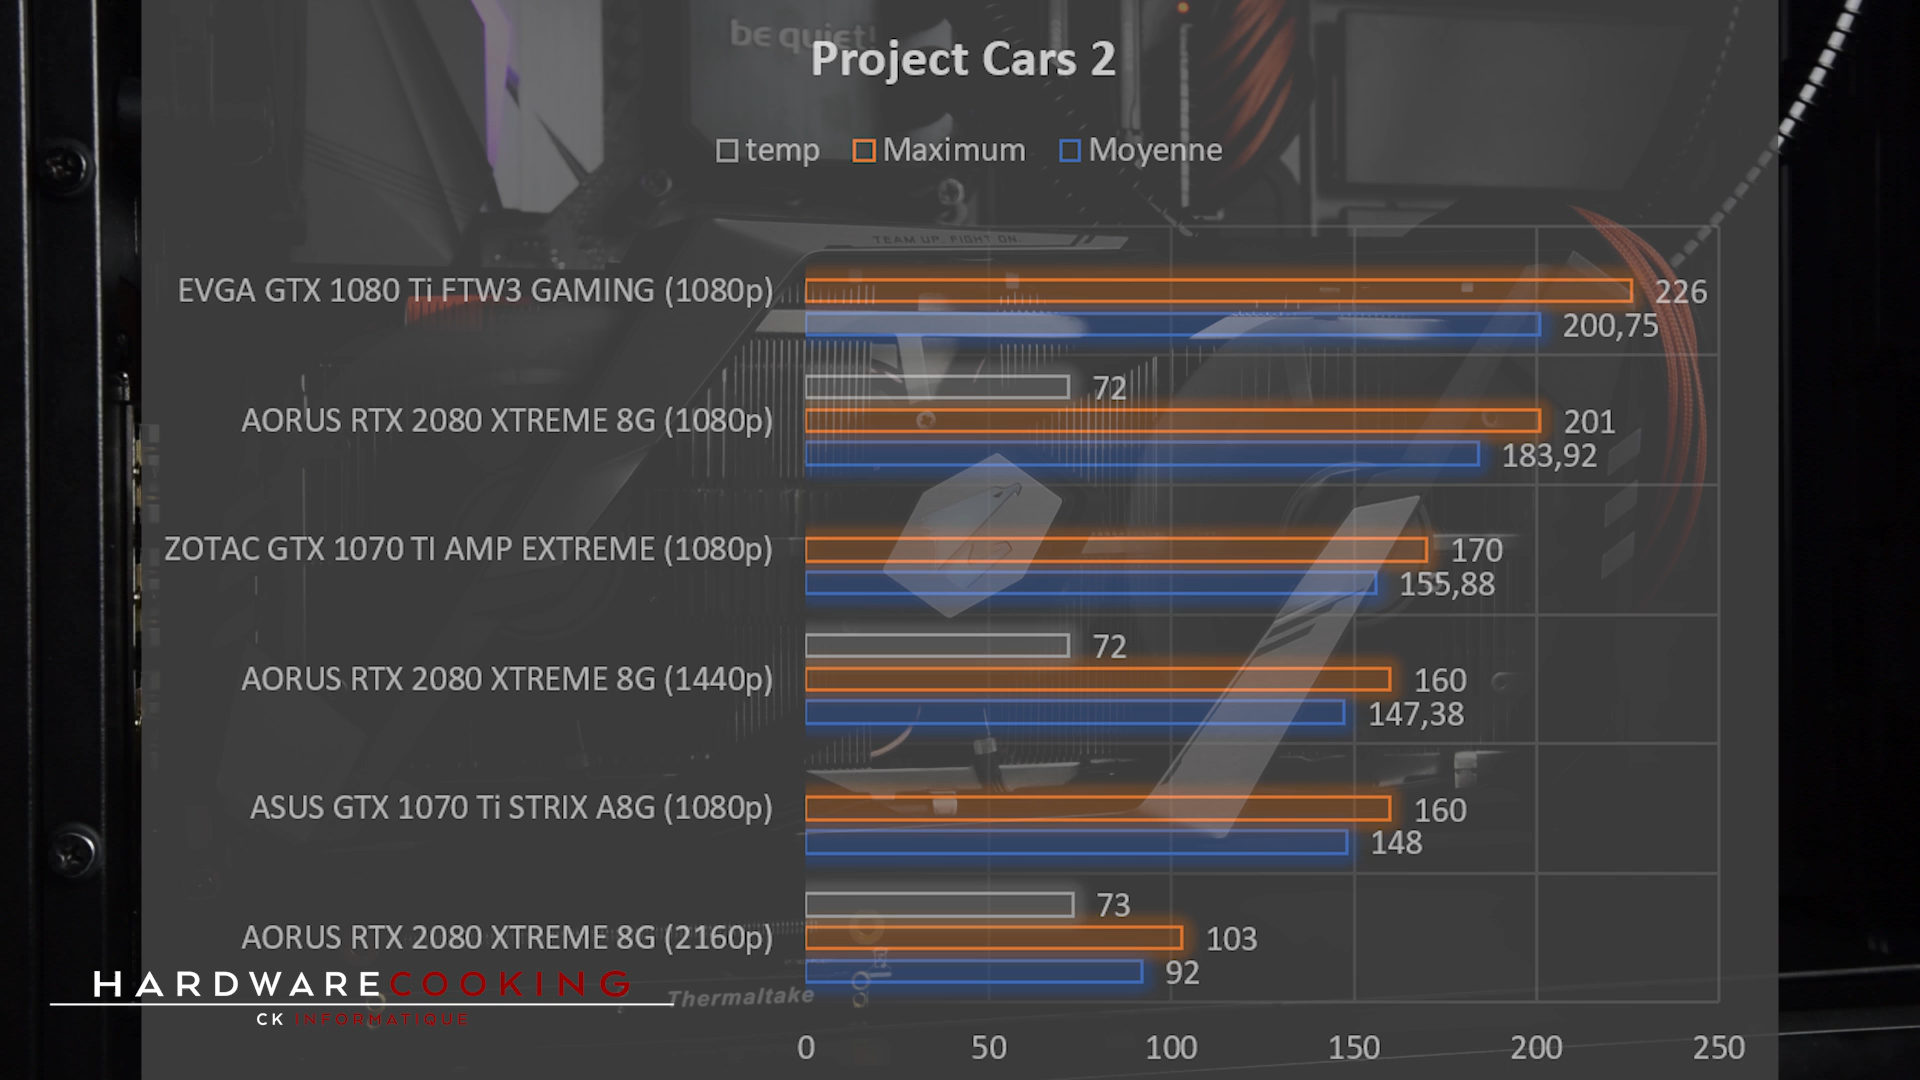 be quiet!
Project Cars 2
temp Maximum Moyenne
TEAM UP. FIGHT ON.
EVGA GTX 1080 Ti FTW3 GAMING (1080p) 226
200,75
72
AORUS RTX 2080 XTREME 8G (1080p) 201
183,92
ZOTAC GTX 1070 TI AMP EXTREME (1080p) 170
155,88
72
AORUS RTX 2080 XTREME 8G (1440p) 160
147,38
ASUS GTX 1070 Ti STRIX A8G (1080p) 160
148
73
AORUS RTX 2080 XTREME 8G (2160p) 103
92
HARDWARECOOKING
Thermaltake
CK INFORMATIQUE
0 50 100 150 200 250